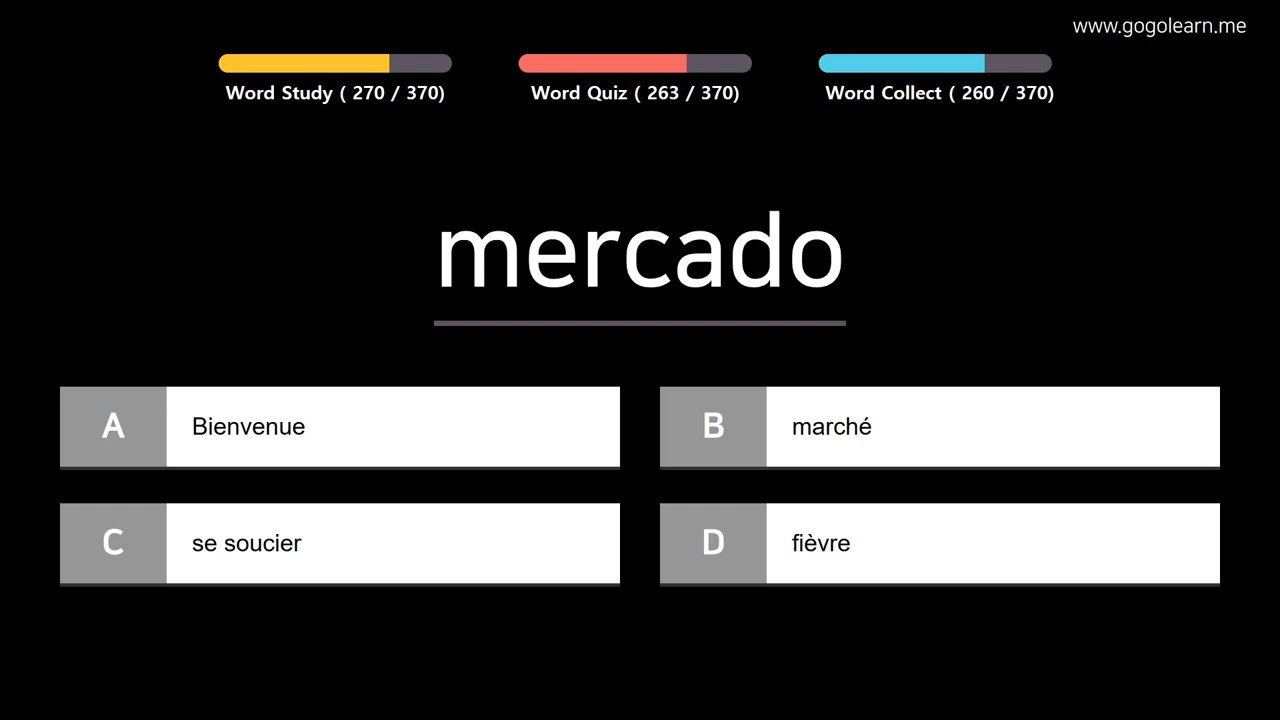 www.gogolearn.me
Word Study ( 270 / 370)
Word Quiz ( 263 / 370)
Word Collect ( 260 / 370)
mercado
A Bienvenue
B marché
C se soucier
D fièvre